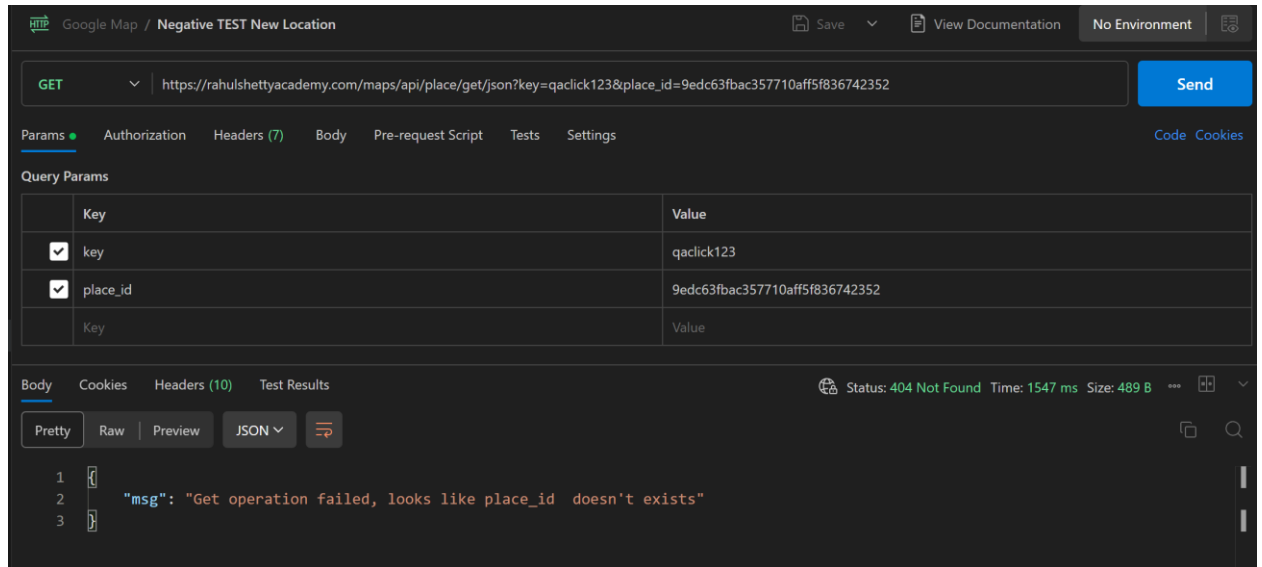 HTTP Google Map / Negative TEST New Location Save View Documentation No Environment
GET https://rahulshettyacademy.com/maps/api/place/get/json?key=qaclick123&place_id=9edc63fbac357710aff5f836742352 Send
Params Authorization Headers (7) Body Pre-request Script Tests Settings Code Cookies
Query Params
Key Value
key qaclick123
place_id 9edc63fbac357710aff5f836742352
Key Value
Body Cookies Headers (10) Test Results Status: 404 Not Found Time: 1547 ms Size: 489 B
Pretty Raw Preview JSON
1 {
2 "msg": "Get operation failed, looks like place_id  doesn't exists"
3 }